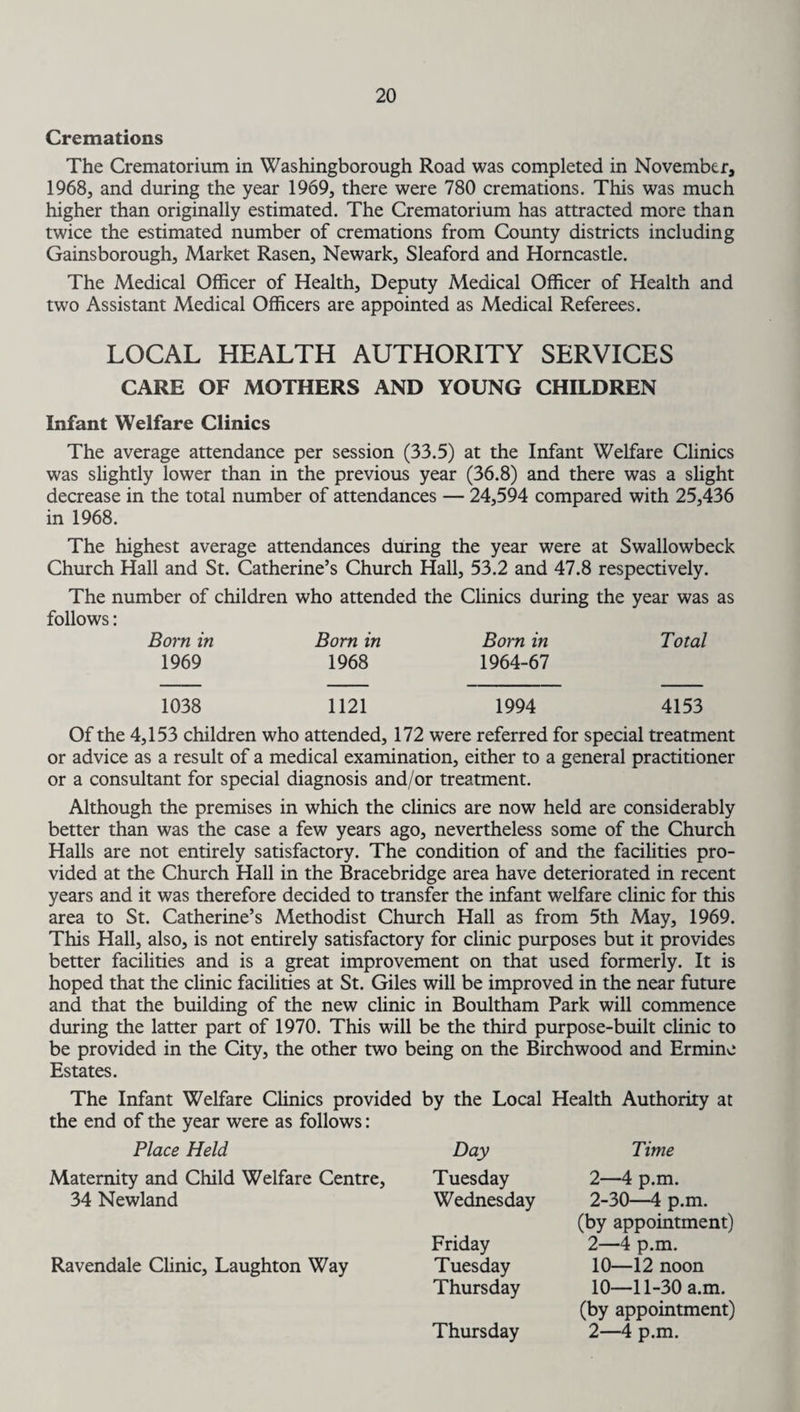 20
Cremations
The Crematorium in Washingborough Road was completed in November,
1968, and during the year 1969, there were 780 cremations. This was much
higher than originally estimated. The Crematorium has attracted more than
twice the estimated number of cremations from County districts including
Gainsborough, Market Rasen, Newark, Sleaford and Horncastle.
The Medical Officer of Health, Deputy Medical Officer of Health and
two Assistant Medical Officers are appointed as Medical Referees.
LOCAL HEALTH AUTHORITY SERVICES
CARE OF MOTHERS AND YOUNG CHILDREN
Infant Welfare Clinics
The average attendance per session (33.5) at the Infant Welfare Clinics
was slightly lower than in the previous year (36.8) and there was a slight
decrease in the total number of attendances — 24,594 compared with 25,436
in 1968.
The highest average attendances during the year were at Swallowbeck
Church Hall and St. Catherine's Church Hall, 53.2 and 47.8 respectively.
The number of children who attended the Clinics during the year was as
follows:
Born in Born in Born in Total
1969 1968 1964-67
1038 1121 1994 4153
Of the 4,153 children who attended, 172 were referred for special treatment
or advice as a result of a medical examination, either to a general practitioner
or a consultant for special diagnosis and/or treatment.
Although the premises in which the clinics are now held are considerably
better than was the case a few years ago, nevertheless some of the Church
Halls are not entirely satisfactory. The condition of and the facilities pro-
vided at the Church Hall in the Bracebridge area have deteriorated in recent
years and it was therefore decided to transfer the infant welfare clinic for this
area to St. Catherine's Methodist Church Hall as from 5th May, 1969.
This Hall, also, is not entirely satisfactory for clinic purposes but it provides
better facilities and is a great improvement on that used formerly. It is
hoped that the clinic facilities at St. Giles will be improved in the near future
and that the building of the new clinic in Boultham Park will commence
during the latter part of 1970. This will be the third purpose-built clinic to
be provided in the City, the other two being on the Birchwood and Ermine
Estates.
The Infant Welfare Clinics provided by the Local Health Authority at
the end of the year were as follows:
Place Held Day Time
Maternity and Child Welfare Centre, Tuesday 2—4 p.m.
34 Newland Wednesday 2-30—4 p.m.
(by appointment)
Friday 2—4 p.m.
Ravendale Clinic, Laughton Way Tuesday 10—12 noon
Thursday 10—11-30 a.m.
(by appointment)
Thursday 2—4 p.m.